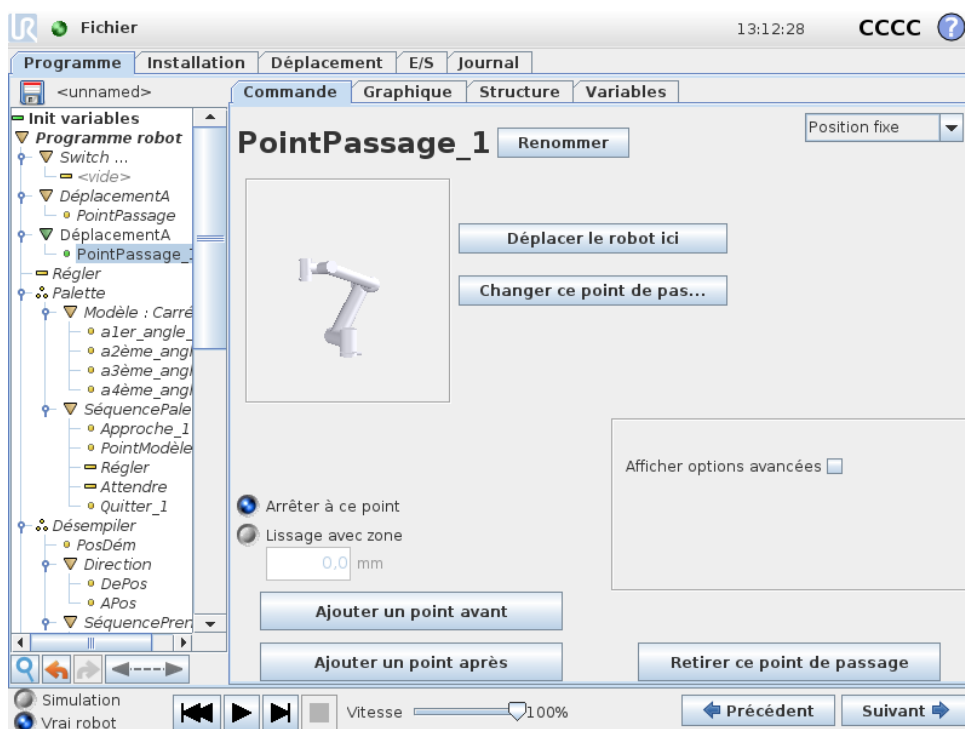 UR Fichier 13:12:28 CCCC ?
Programme Installation Déplacement E/S Journal
<unnamed> Commande Graphique Structure Variables
Init variables
Programme robot
Switch ...
<vide>
DéplacementA
PointPassage
DéplacementA
PointPassage_1
Régler
Palette
Modèle : Carré
a1er_angle_
a2ème_angl
a3ème_angl
a4ème_angl
SéquencePale
Approche_1
PointModèle
Régler
Attendre
Quitter_1
Désempiler
PosDém
Direction
DePos
APos
SéquencePren
PointPassage_1 Renommer Position fixe
Déplacer le robot ici
Changer ce point de pas...
Afficher options avancées
Arrêter à ce point
Lissage avec zone
0,0 mm
Ajouter un point avant
Ajouter un point après Retirer ce point de passage
Simulation
Vrai robot
Vitesse 100% Précédent Suivant